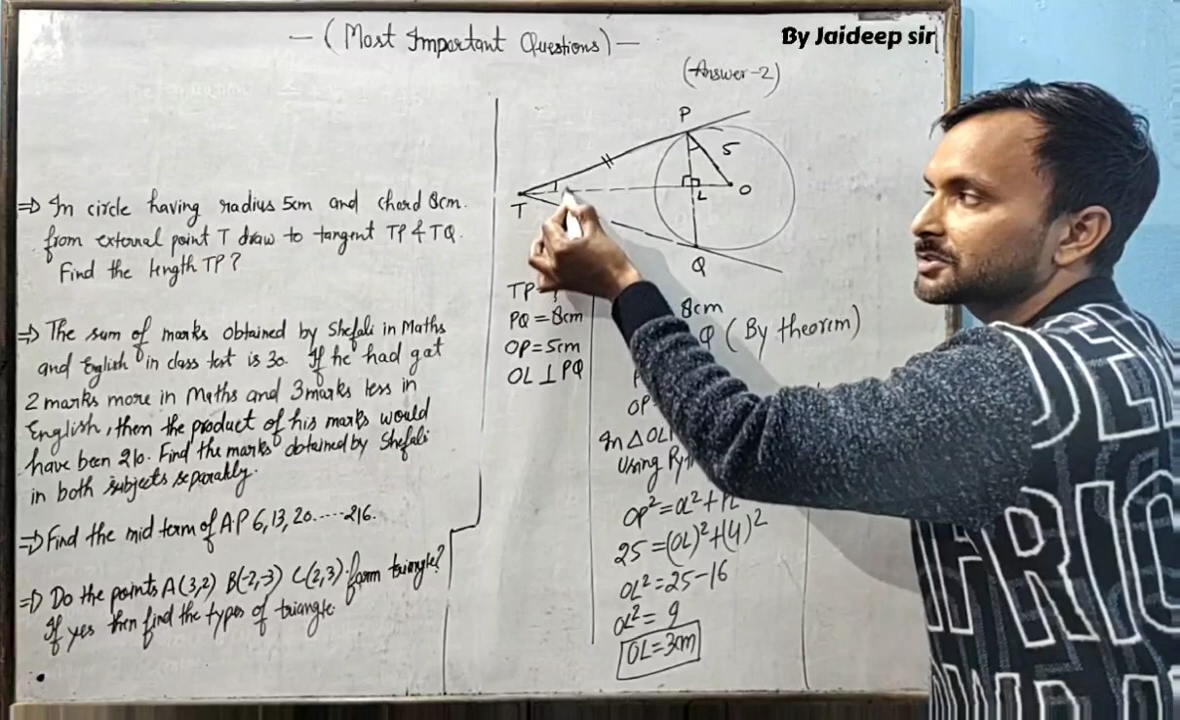 —(Most Important Questions)—
By Jaideep sir
(Answer-2)
⇒ In circle having radius 5cm and chord 8cm.
from external point T draw to tangent TP & TQ.
Find the length TP?
⇒ The sum of marks obtained by Shefali in Maths
and English in class test is 30. If he had got
2 marks more in Maths and 3 marks less in
English, then the product of his marks would
have been 210. Find the marks obtained by Shefali
in both subjects separately.
⇒ Find the mid term of A.P 6, 13, 20.....216.
⇒ Do the points A(3,2) B(-2,-3) C(2,3) form triangle?
If yes then find the types of triangle.
P
5
T
L
O
Q
TP=?
PQ = 8cm
OP = 5cm
OL ⊥ PQ
8cm
Q (By theorem)
OP
In △OL
Using Py
OP² = OL² +
25 = (OL)² + (4)²
OL² = 25-16
OL² = 9
OL = 3cm